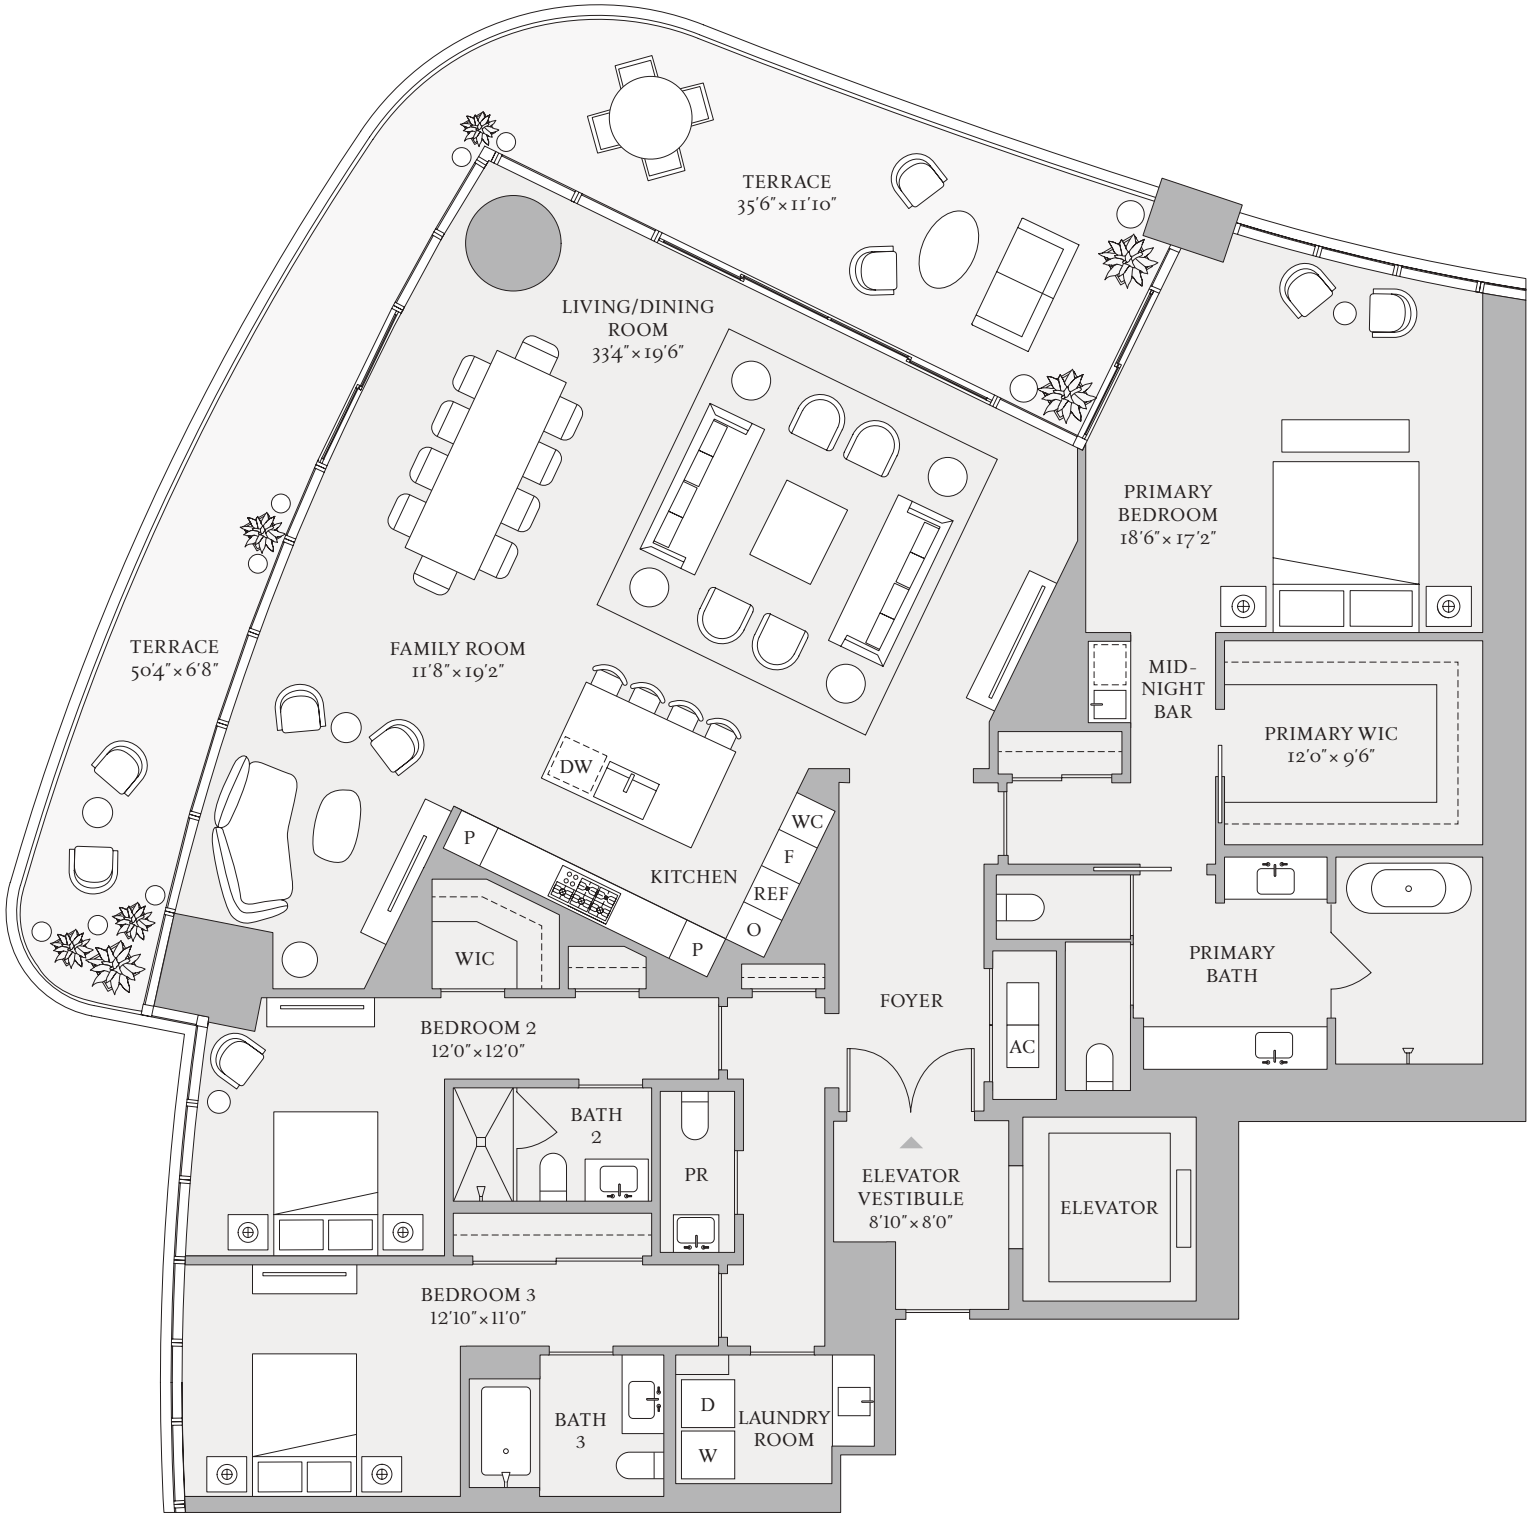 TERRACE
35'6"×11'10"
LIVING/DINING
ROOM
33'4"×19'6"
PRIMARY
BEDROOM
18'6"×17'2"
FAMILY ROOM
11'8"×19'2"
TERRACE
50'4"×6'8"
MID-
NIGHT
BAR
PRIMARY WIC
12'0"×9'6"
DW
WC
F
REF
O
P
KITCHEN
P
WIC
PRIMARY
BATH
FOYER
AC
BEDROOM 2
12'0"×12'0"
BATH
2
PR
ELEVATOR
VESTIBULE
8'10"×8'0"
ELEVATOR
BEDROOM 3
12'10"×11'0"
BATH
3
D
W
LAUNDRY
ROOM